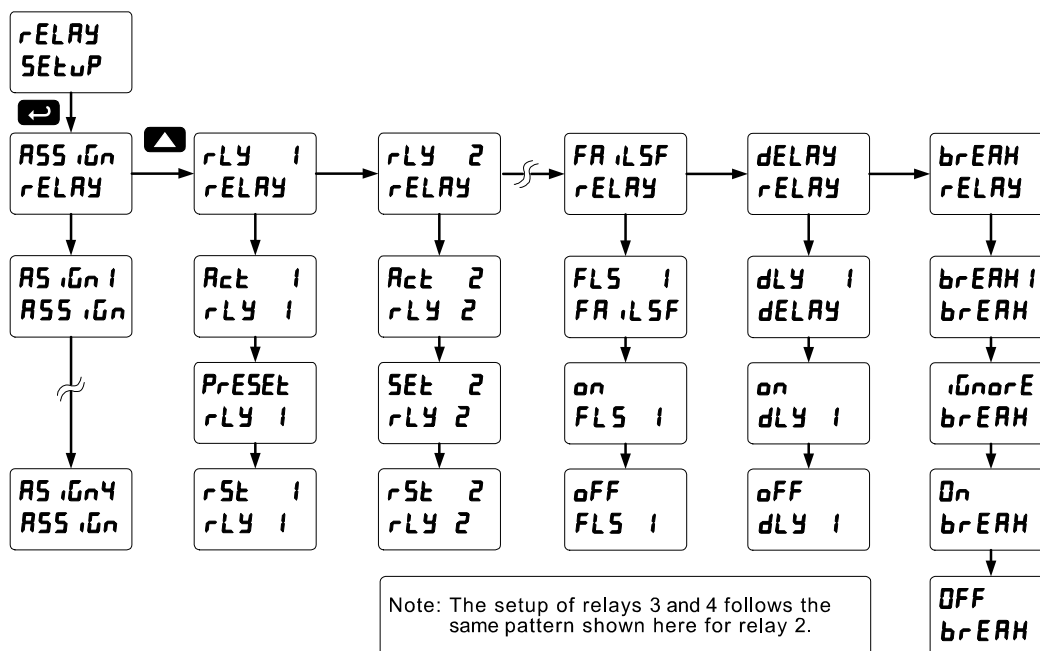 rELAY
SEtuP
ASSiGn
rELAY
rLY 1
rELAY
rLY 2
rELAY
FAiLSF
rELAY
dELAY
rELAY
brEAH
rELAY
ASiGn1
ASSiGn
Act 1
rLY 1
Act 2
rLY 2
FLS 1
FAiLSF
dLY 1
dELAY
brEAH1
brEAH
PrESEt
rLY 1
SEt 2
rLY 2
on
FLS 1
on
dLY 1
iGnorE
brEAH
ASiGn4
ASSiGn
rSt 1
rLY 1
rSt 2
rLY 2
oFF
FLS 1
oFF
dLY 1
On
brEAH
OFF
brEAH
Note: The setup of relays 3 and 4 follows the
same pattern shown here for relay 2.